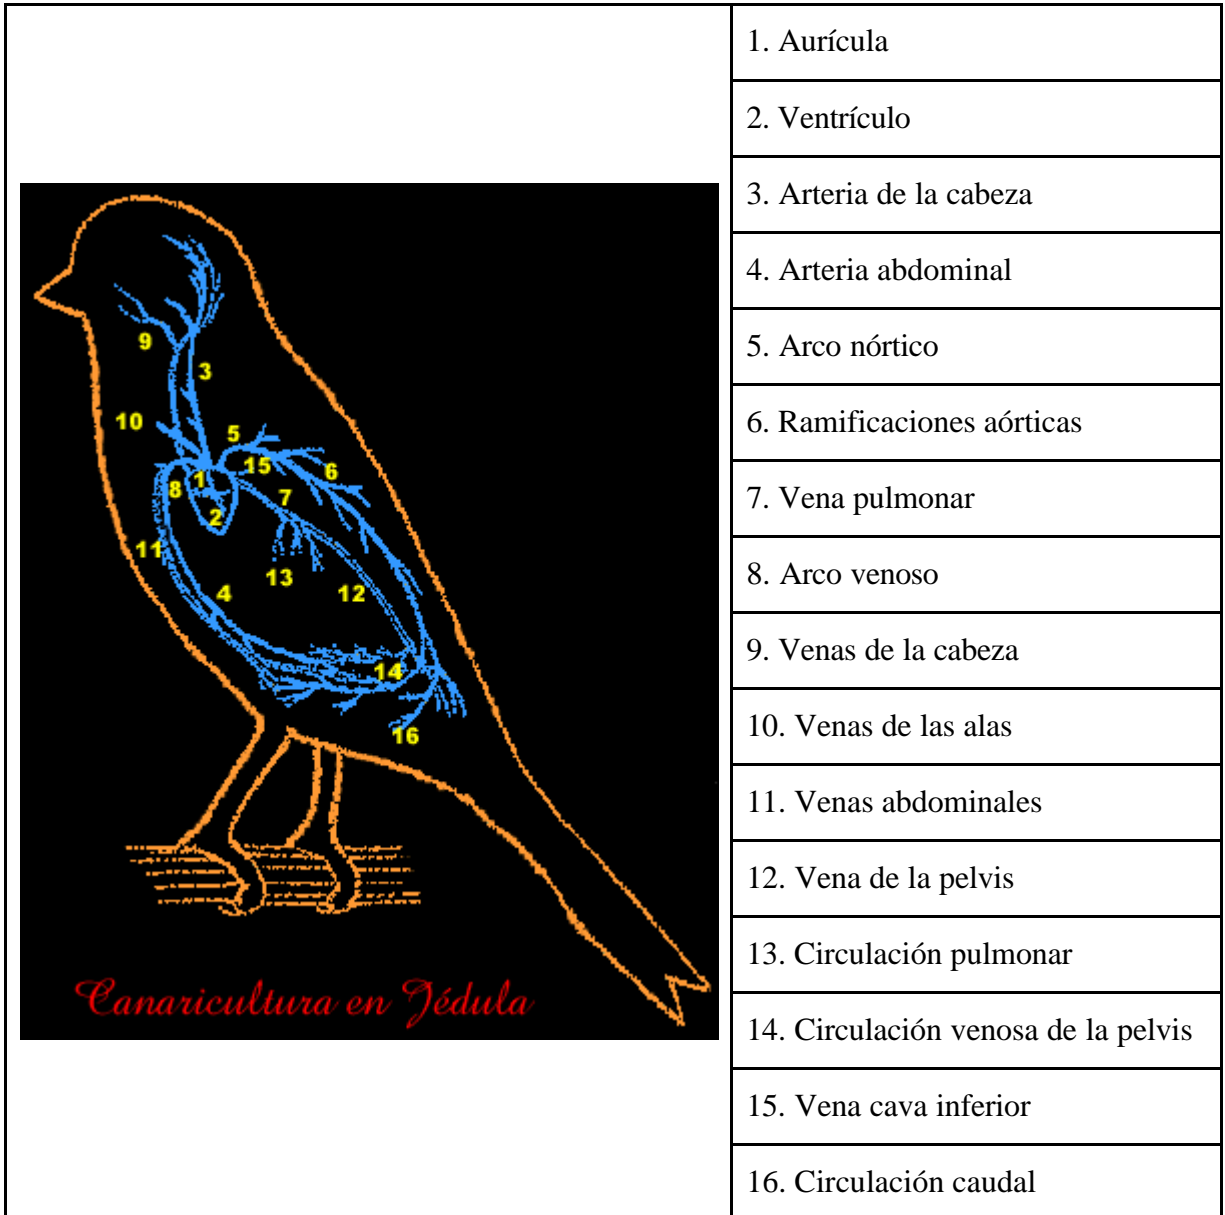 1. Aurícula
2. Ventrículo
3. Arteria de la cabeza
4. Arteria abdominal
5. Arco nórtico
6. Ramificaciones aórticas
7. Vena pulmonar
8. Arco venoso
9. Venas de la cabeza
10. Venas de las alas
11. Venas abdominales
12. Vena de la pelvis
13. Circulación pulmonar
14. Circulación venosa de la pelvis
15. Vena cava inferior
16. Circulación caudal
9
3
10
5
15
6
1
8
7
2
11
13
12
4
14
16
Canaricultura en Jédula